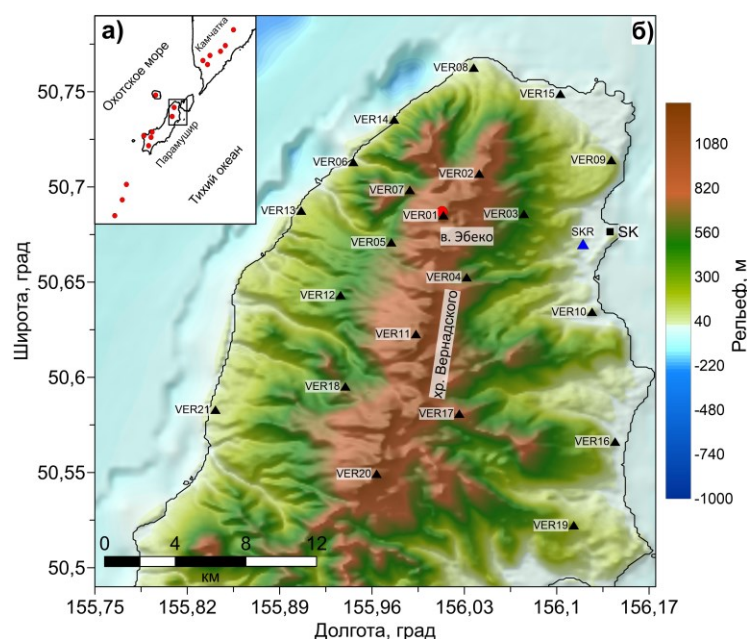 а)
Камчатка
Охотское море
Парамушир
Тихий океан
б)
VER08
VER15
VER14
VER06
VER09
VER02
VER07
VER13
VER01
VER03
SKR
SK
в. Эбеко
VER05
VER04
VER12
VER10
хр. Вернадского
VER11
VER18
VER21
VER17
VER16
VER20
VER19
0 4 8 12
км
50,75
50,7
50,65
50,6
50,55
50,5
Широта, град
155,75 155,82 155,89 155,96 156,03 156,1 156,17
Долгота, град
1080
820
560
300
40
-220
-480
-740
-1000
Рельеф, м